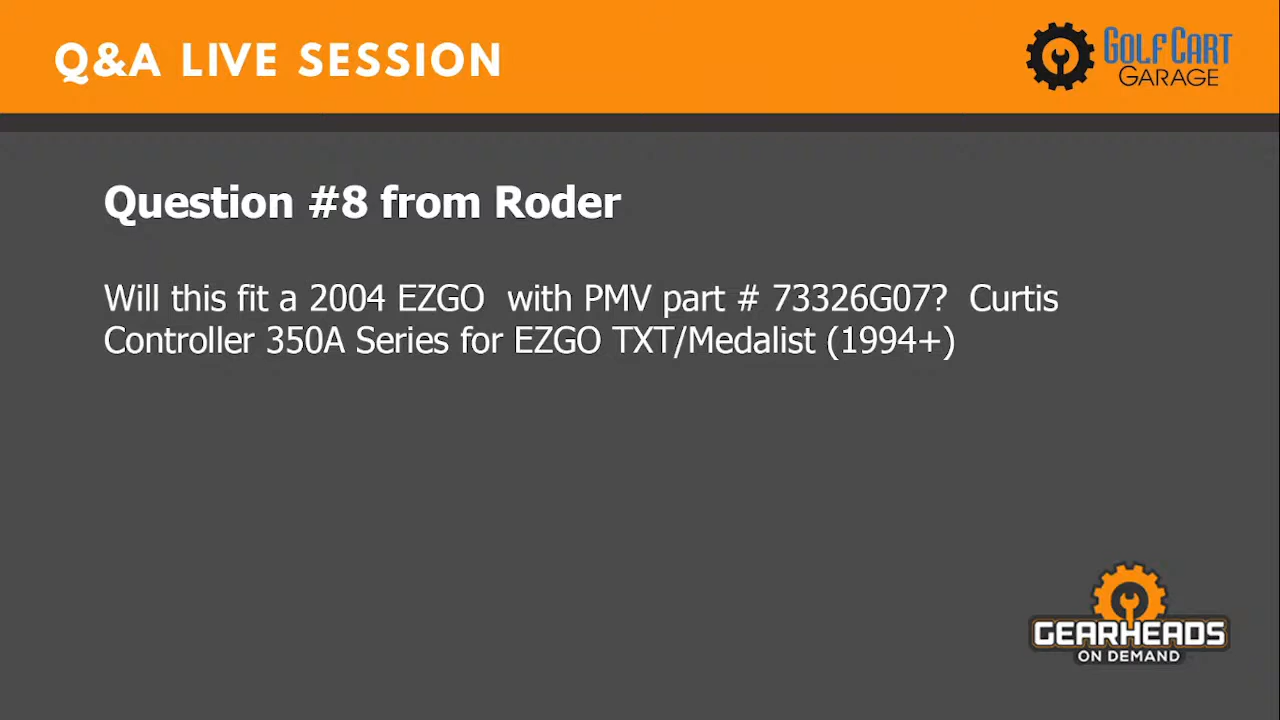 Q&A LIVE SESSION
GOLF CART
GARAGE
Question #8 from Roder
Will this fit a 2004 EZGO  with PMV part # 73326G07?  Curtis
Controller 350A Series for EZGO TXT/Medalist (1994+)
GEARHEADS
ON DEMAND